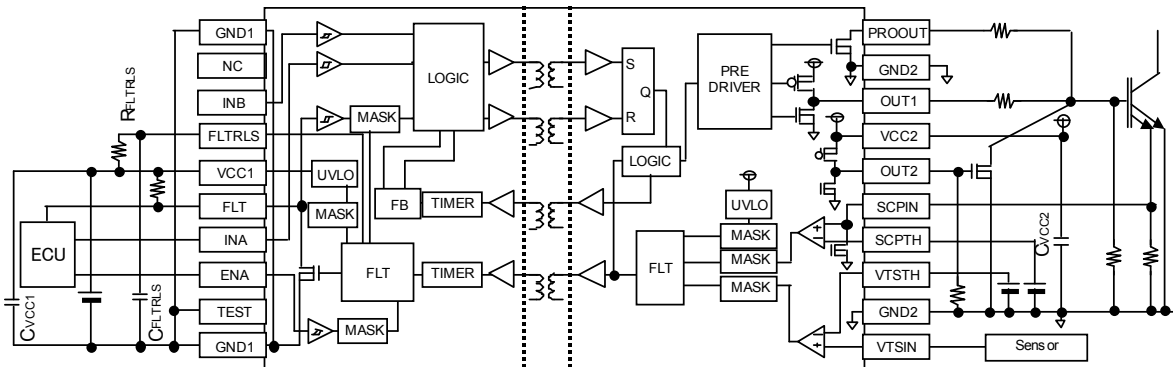 GND1
NC
INB
FLTRLS
VCC1
FLT
INA
ENA
TEST
GND1
RFLTRLS
ECU
CVCC1
CFLTRLS
LOGIC
MASK
UVLO
MASK
FB
TIMER
FLT
TIMER
MASK
S
Q
R
PRE
DRIVER
LOGIC
UVLO
MASK
MASK
MASK
FLT
+
-
+
-
PROOUT
GND2
OUT1
VCC2
OUT2
SCPIN
SCPTH
VTSTH
GND2
VTSIN
CVCC2
Sensor